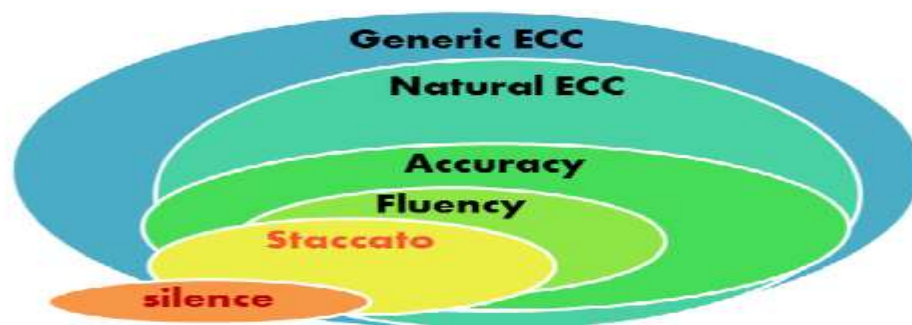 Generic ECC
Natural ECC
Accuracy
Fluency
Staccato
silence